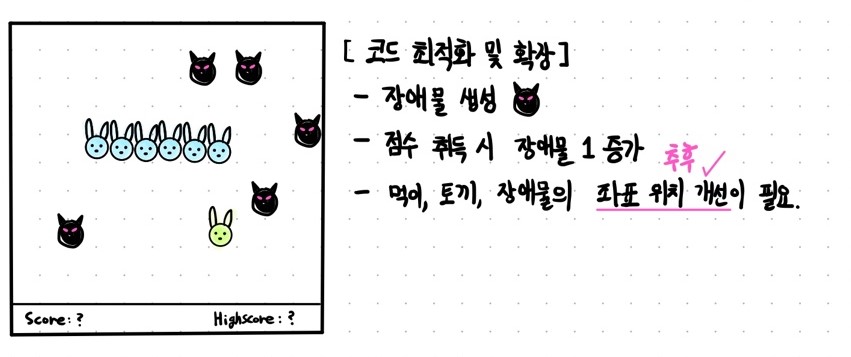 [ 코드 최적화 및 확장 ]
- 장애물 생성
- 점수 취득 시 장애물 1 증가
추후
- 먹이, 토끼, 장애물의 좌표 위치 개선이 필요.
Score: ? Highscore: ?